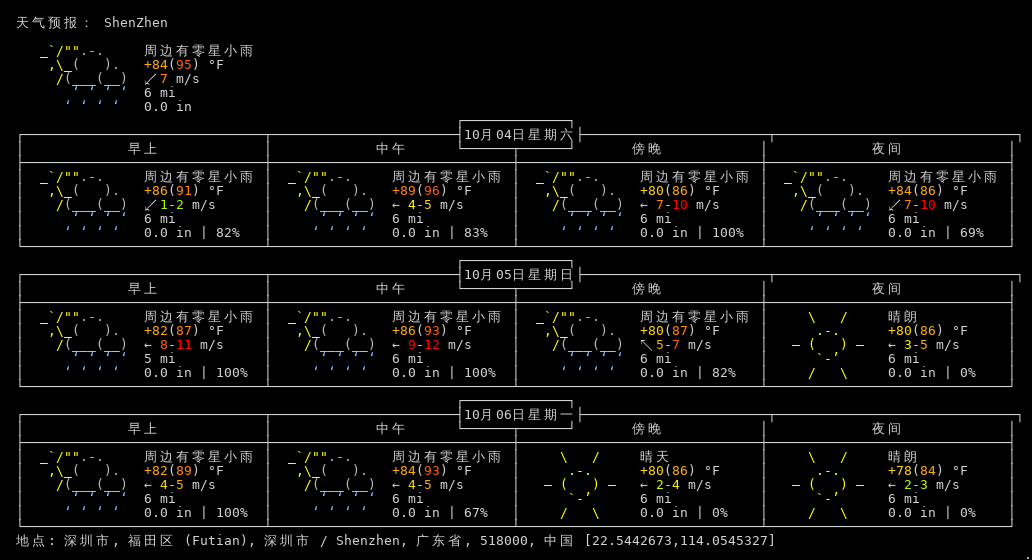 天气预报： ShenZhen
周边有零星小雨
+84(95) °F
↙ 7 m/s
6 mi
0.0 in
10月04日星期六
早上 中午 傍晚 夜间
周边有零星小雨 周边有零星小雨 周边有零星小雨 周边有零星小雨
+86(91) °F +89(96) °F +80(86) °F +84(86) °F
↙ 1-2 m/s ← 4-5 m/s ← 7-10 m/s ↙ 7-10 m/s
6 mi 6 mi 6 mi 6 mi
0.0 in | 82% 0.0 in | 83% 0.0 in | 100% 0.0 in | 69%
10月05日星期日
早上 中午 傍晚 夜间
周边有零星小雨 周边有零星小雨 周边有零星小雨 晴朗
+82(87) °F +86(93) °F +80(87) °F +80(86) °F
← 8-11 m/s ← 9-12 m/s ↖ 5-7 m/s ← 3-5 m/s
5 mi 6 mi 6 mi 6 mi
0.0 in | 100% 0.0 in | 100% 0.0 in | 82% 0.0 in | 0%
10月06日星期一
早上 中午 傍晚 夜间
周边有零星小雨 周边有零星小雨 晴天 晴朗
+82(89) °F +84(93) °F +80(86) °F +78(84) °F
← 4-5 m/s ← 4-5 m/s ← 2-4 m/s ← 2-3 m/s
6 mi 6 mi 6 mi 6 mi
0.0 in | 100% 0.0 in | 67% 0.0 in | 0% 0.0 in | 0%
地点: 深圳市, 福田区 (Futian), 深圳市 / Shenzhen, 广东省, 518000, 中国 [22.5442673,114.0545327]